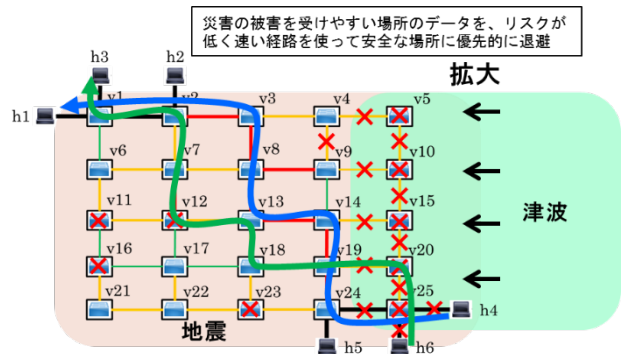 災害の被害を受けやすい場所のデータを、リスクが
低く速い経路を使って安全な場所に優先的に退避
h3 h2 拡大
v1 v2 v3 v4 v5
h1
v6 v7 v8 v9 v10
v11 v12 v13 v14 v15
津波
v16 v17 v18 v19 v20
v21 v22 v23 v24 v25
h4
地震
h5 h6